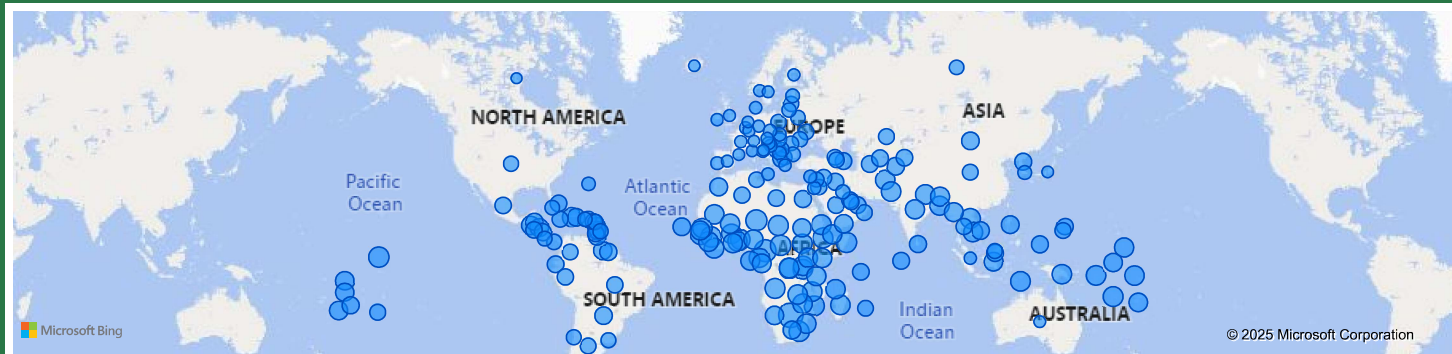 NORTH AMERICA
EUROPE
ASIA
Pacific
Ocean
Atlantic
Ocean
AFRICA
SOUTH AMERICA
Indian
Ocean
AUSTRALIA
Microsoft Bing
© 2025 Microsoft Corporation